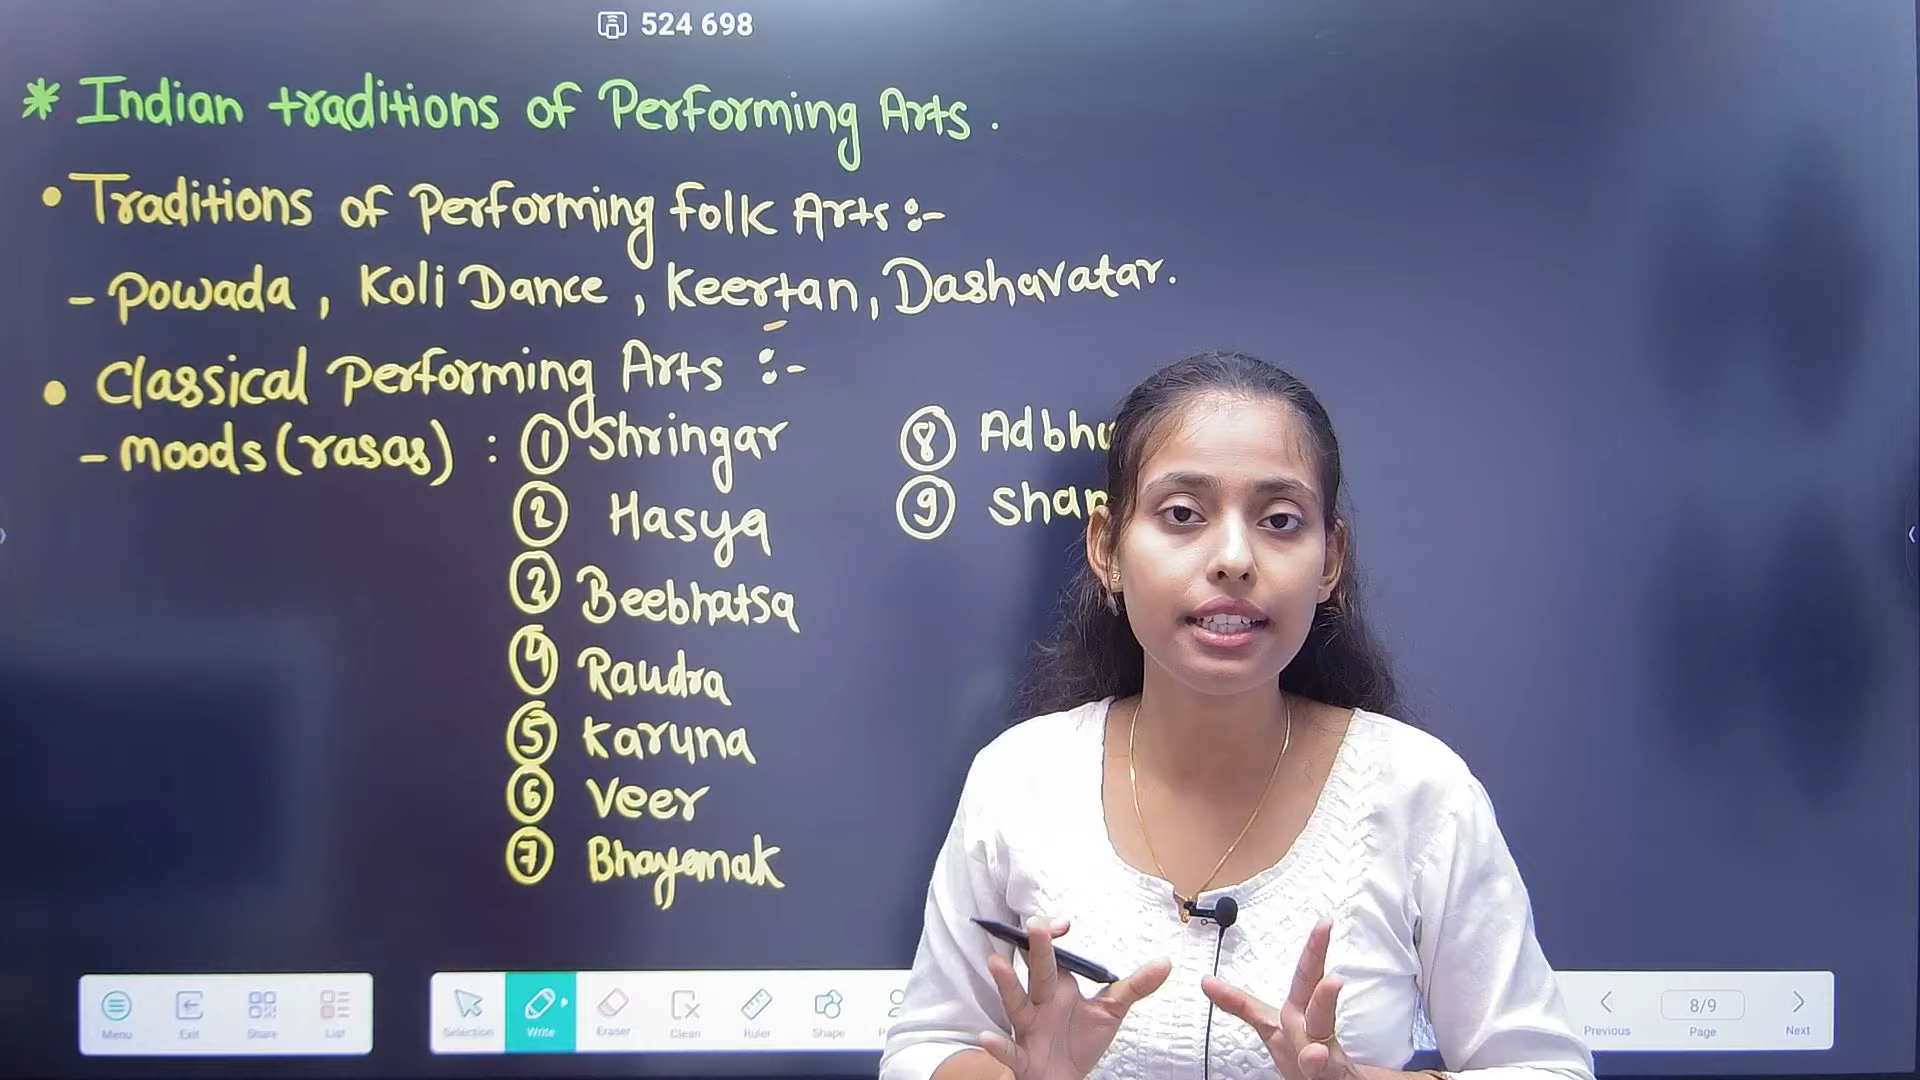 524 698
* Indian traditions of Performing Arts.
• Traditions of Performing folk Arts :-
- Powada, Koli Dance, Keertan, Dashavatar.
• Classical Performing Arts :-
- moods (rasas) : ① Shringar
② Hasya
③ Beebhatsa
④ Raudra
⑤ Karuna
⑥ Veer
⑦ Bhayanak
⑧ Adbhu
⑨ Shan
Menu Exit Share List
Selection Write Eraser Clean Ruler Shape
Previous 8/9 Page Next